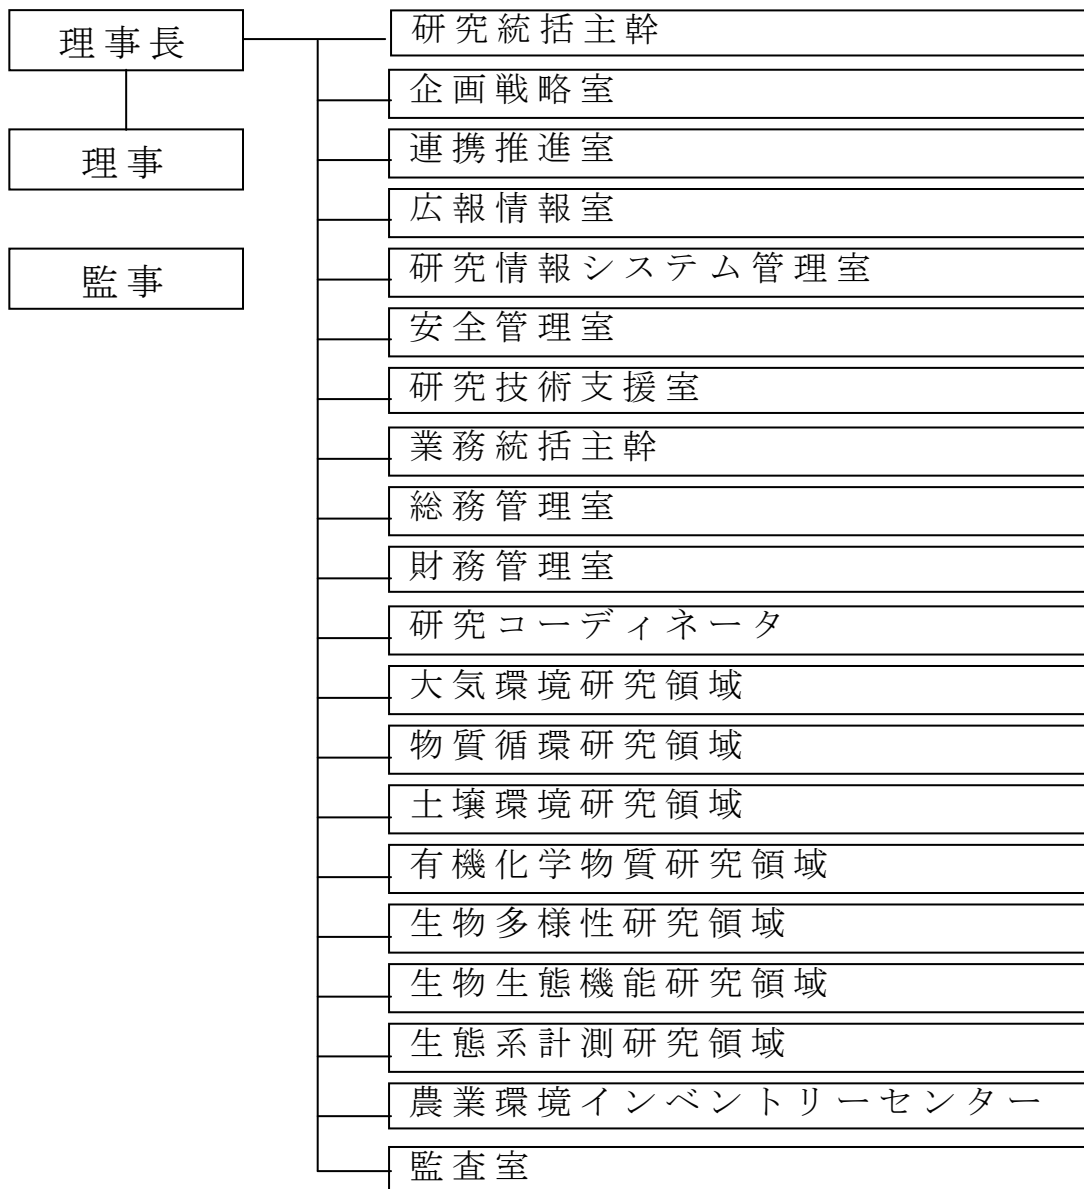 理事長
理事
監事
研究統括主幹
企画戦略室
連携推進室
広報情報室
研究情報システム管理室
安全管理室
研究技術支援室
業務統括主幹
総務管理室
財務管理室
研究コーディネータ
大気環境研究領域
物質循環研究領域
土壌環境研究領域
有機化学物質研究領域
生物多様性研究領域
生物生態機能研究領域
生態系計測研究領域
農業環境インベントリーセンター
監査室